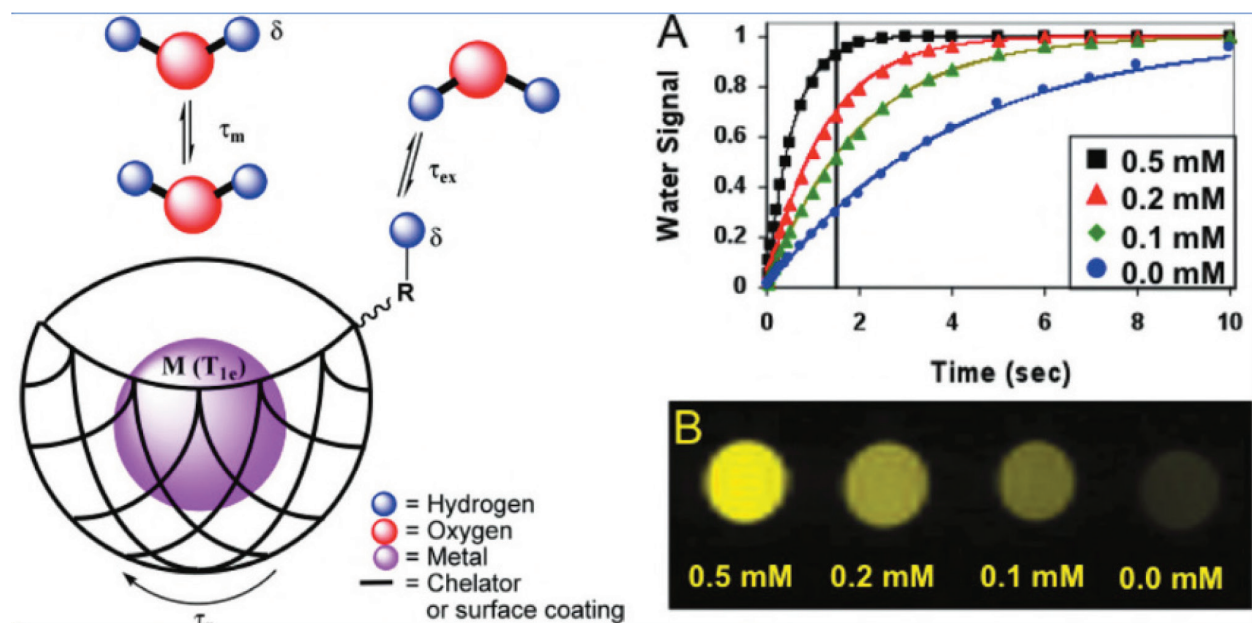 δ
τm
τex
δ
R
M (T1e)
= Hydrogen
= Oxygen
= Metal
= Chelator
or surface coating
A
Water Signal
1
0.8
0.6
0.4
0.2
0
0 2 4 6 8 10
Time (sec)
0.5 mM
0.2 mM
0.1 mM
0.0 mM
B
0.5 mM 0.2 mM 0.1 mM 0.0 mM